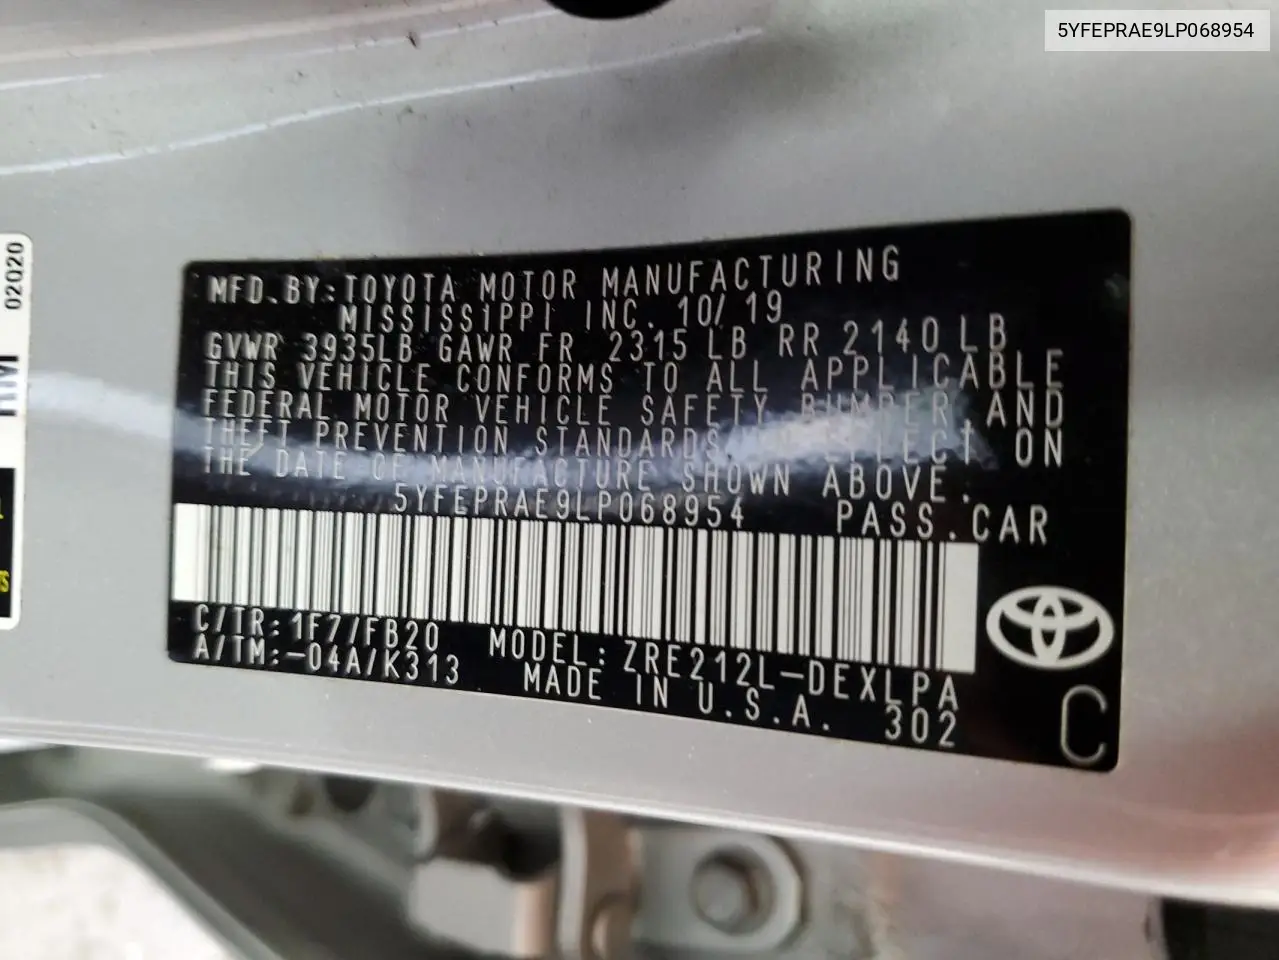 5YFEPRAE9LP068954
02020
MFD.BY:TOYOTA MOTOR MANUFACTURING
MISSISSIPPI INC. 10/19
GVWR 3935LB GAWR FR 2315 LB RR 2140 LB
THIS VEHICLE CONFORMS TO ALL APPLICABLE
FEDERAL MOTOR VEHICLE SAFETY BUMPER AND
THEFT PREVENTION STANDARDS IN EFFECT ON
THE DATE OF MANUFACTURE SHOWN ABOVE.
5YFEPRAE9LP068954 PASS.CAR
C/TR:1F7/FB20 MODEL:ZRE212L-DEXLPA
A/TM:-04A/K313 MADE IN U.S.A. 302
C